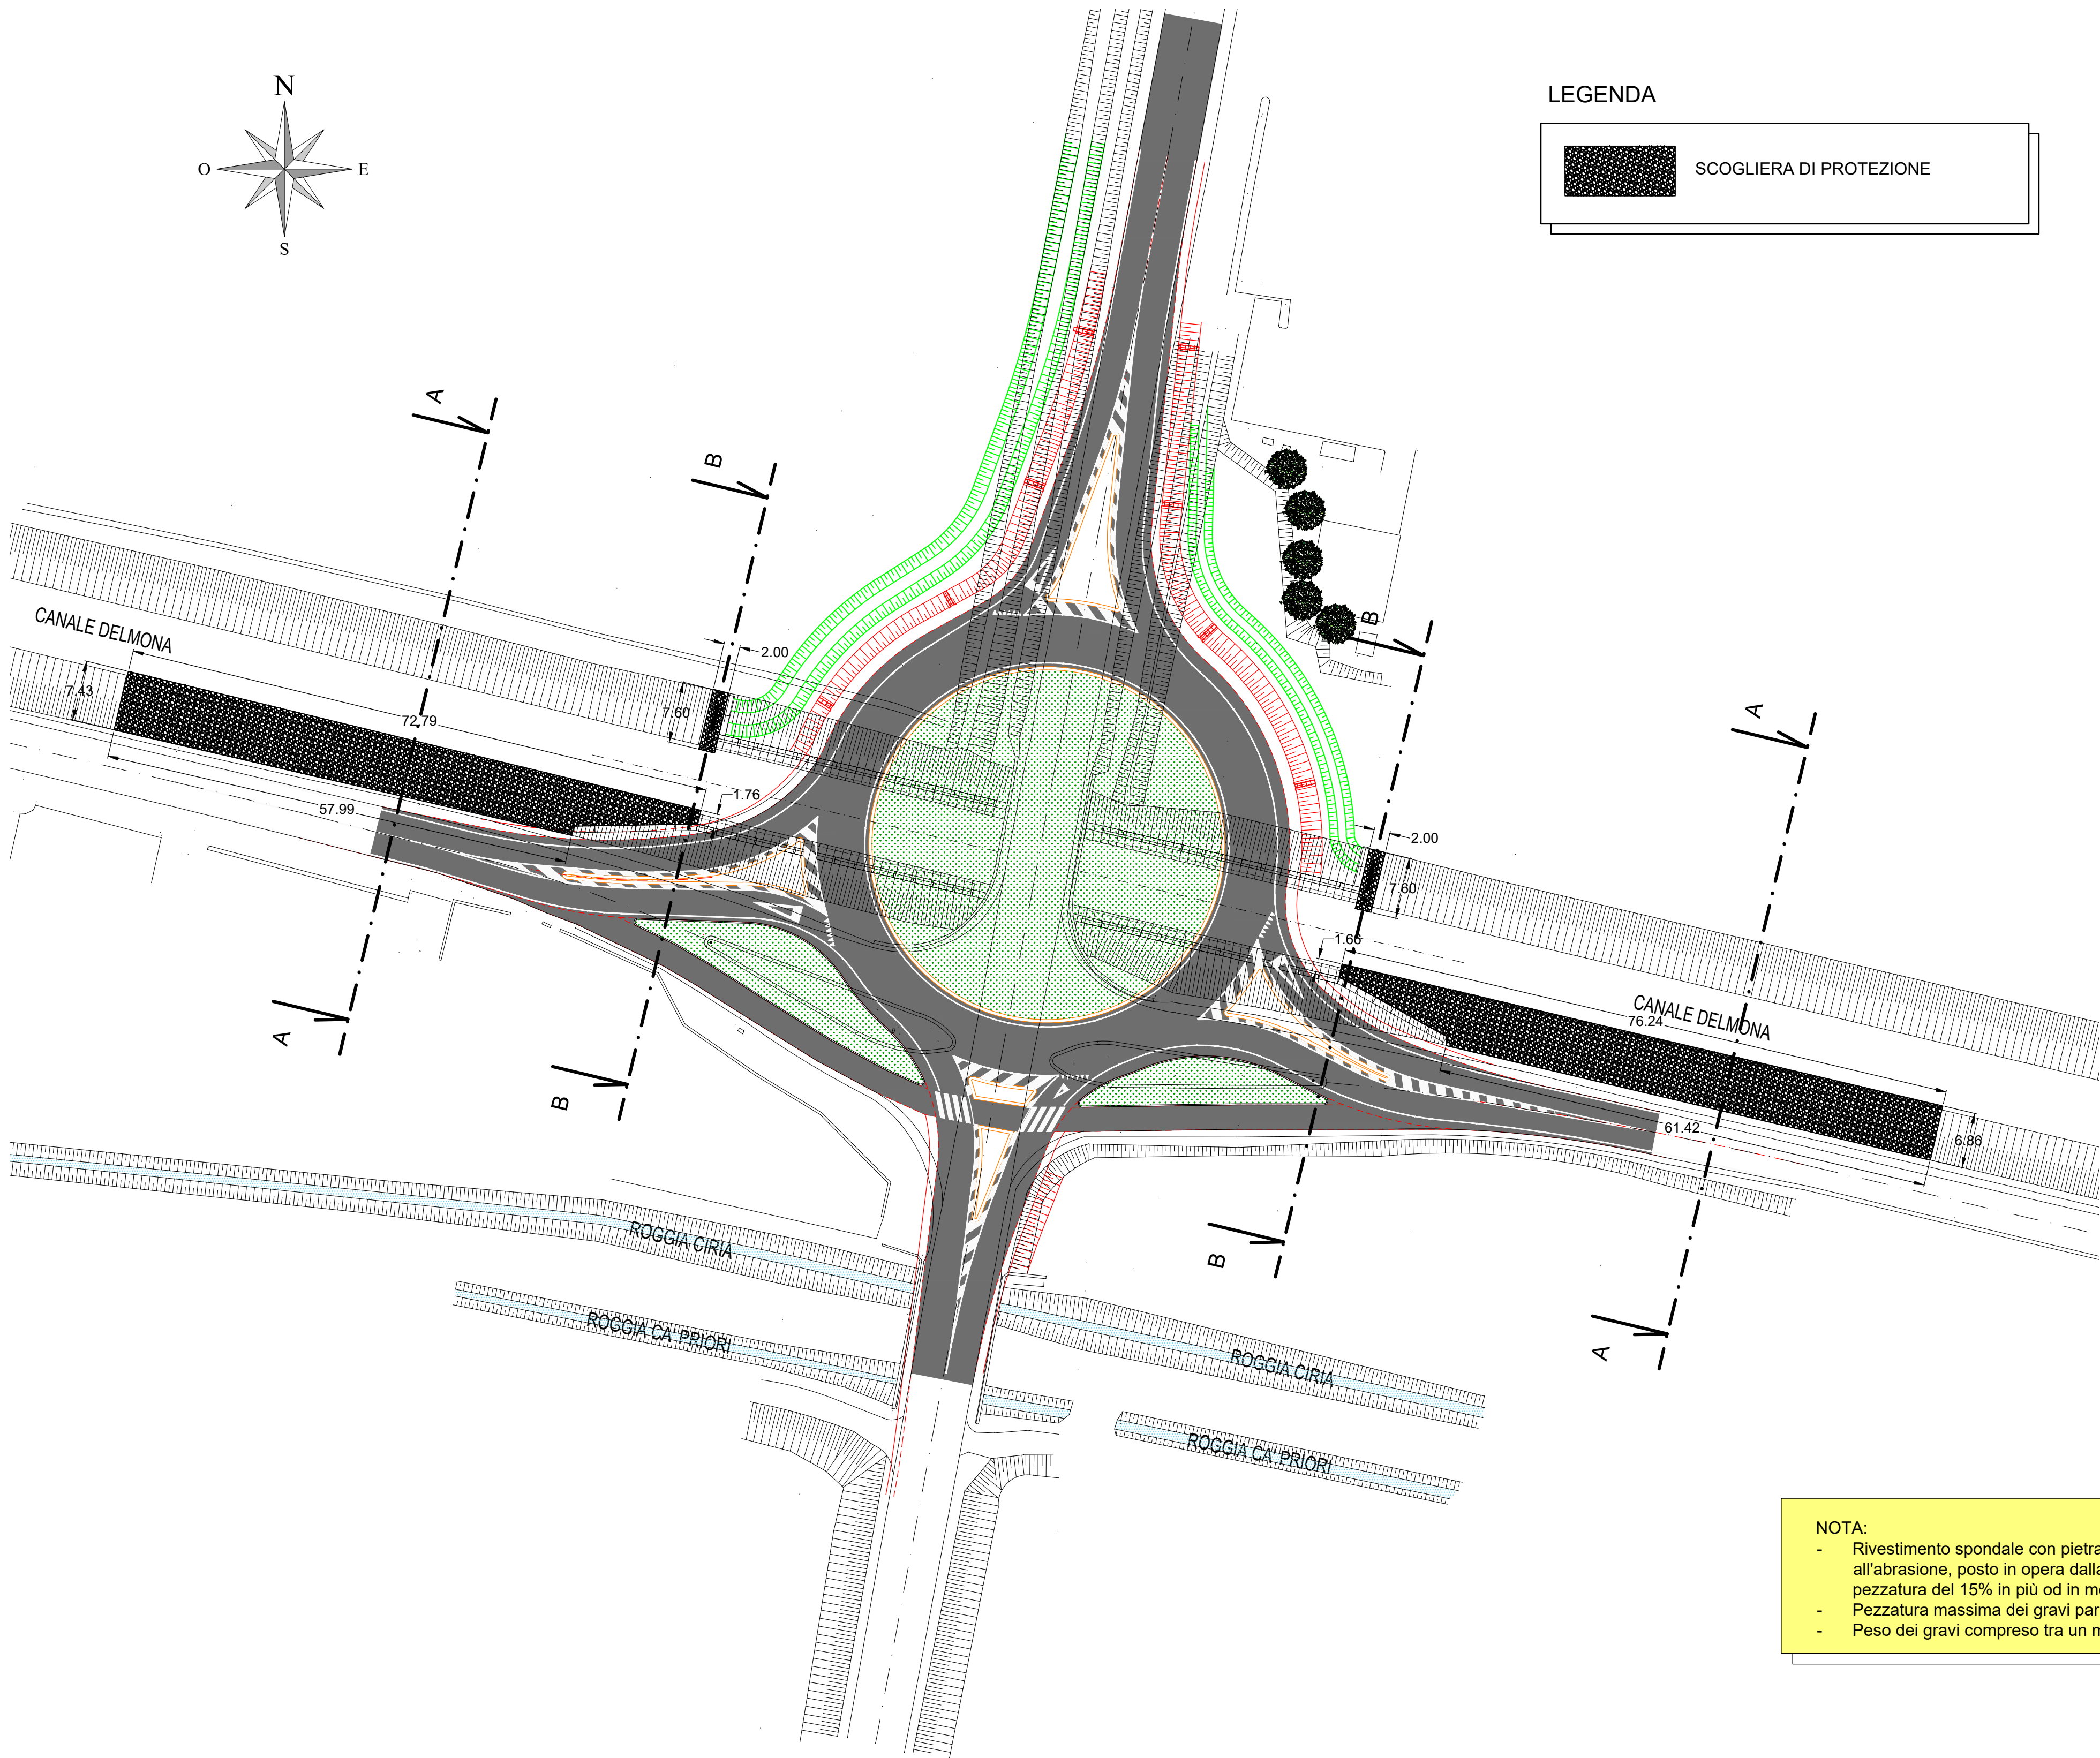 N
O
E
S
LEGENDA
SCOGLIERA DI PROTEZIONE
A
B
CANALE DELMONA
7.43
72.79
7.60
2.00
57.99
1.76
B
A
2.00
7.60
1.66
CANALE DELMONA
76.24
61.42
6.86
A
B
B
A
ROGGIA CIRIA
ROGGIA CA' PRIORI
ROGGIA CIRIA
ROGGIA CA' PRIORI
NOTA:
- Rivestimento spondale con pietra
all'abrasione, posto in opera dalla
pezzatura del 15% in più od in
- Pezzatura massima dei gravi
- Peso dei gravi compreso tra un